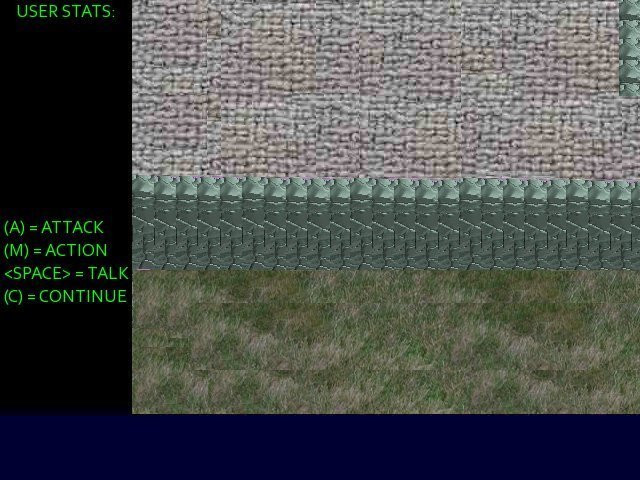 USER STATS:
(A) = ATTACK
(M) = ACTION
<SPACE> = TALK
(C) = CONTINUE